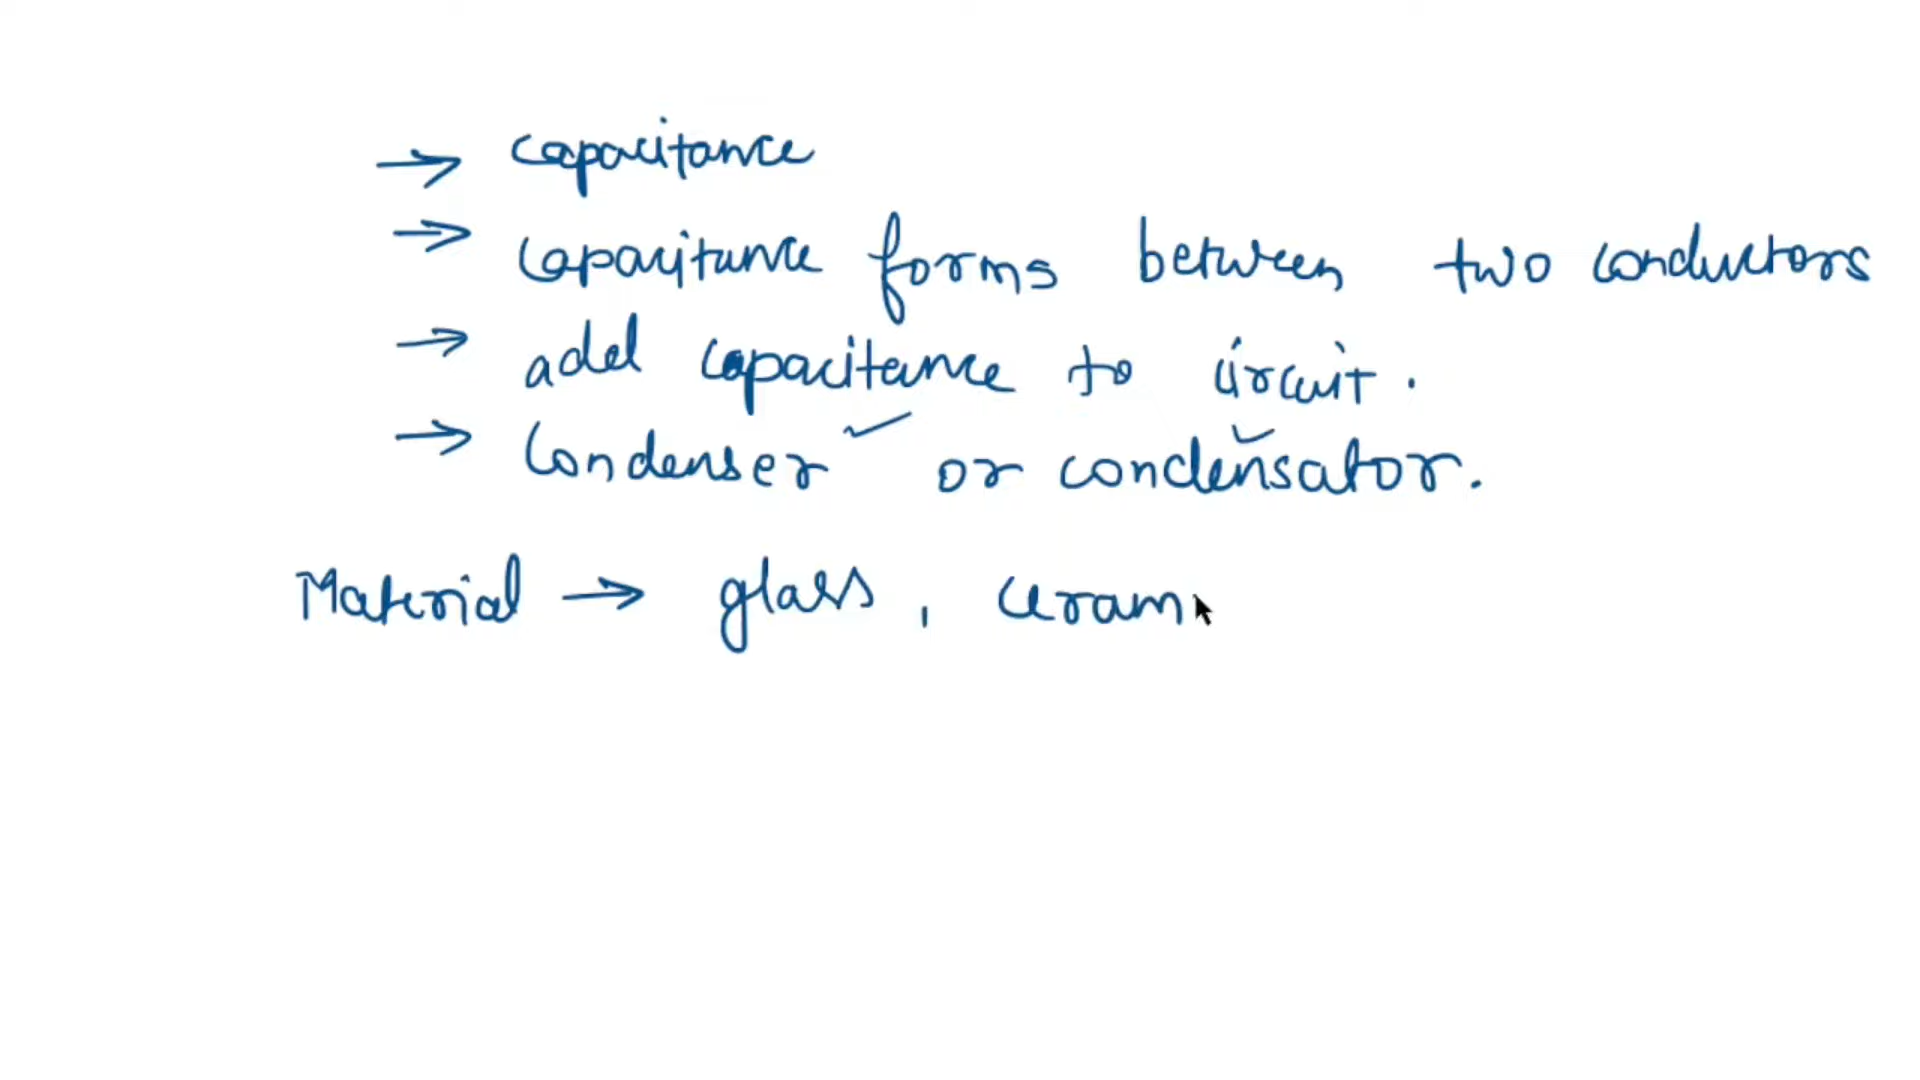 → capacitance
→ capacitance forms between two conductors
→ add capacitance to circuit.
→ Condenser ✓ or condensator.
Material → glass, ceram